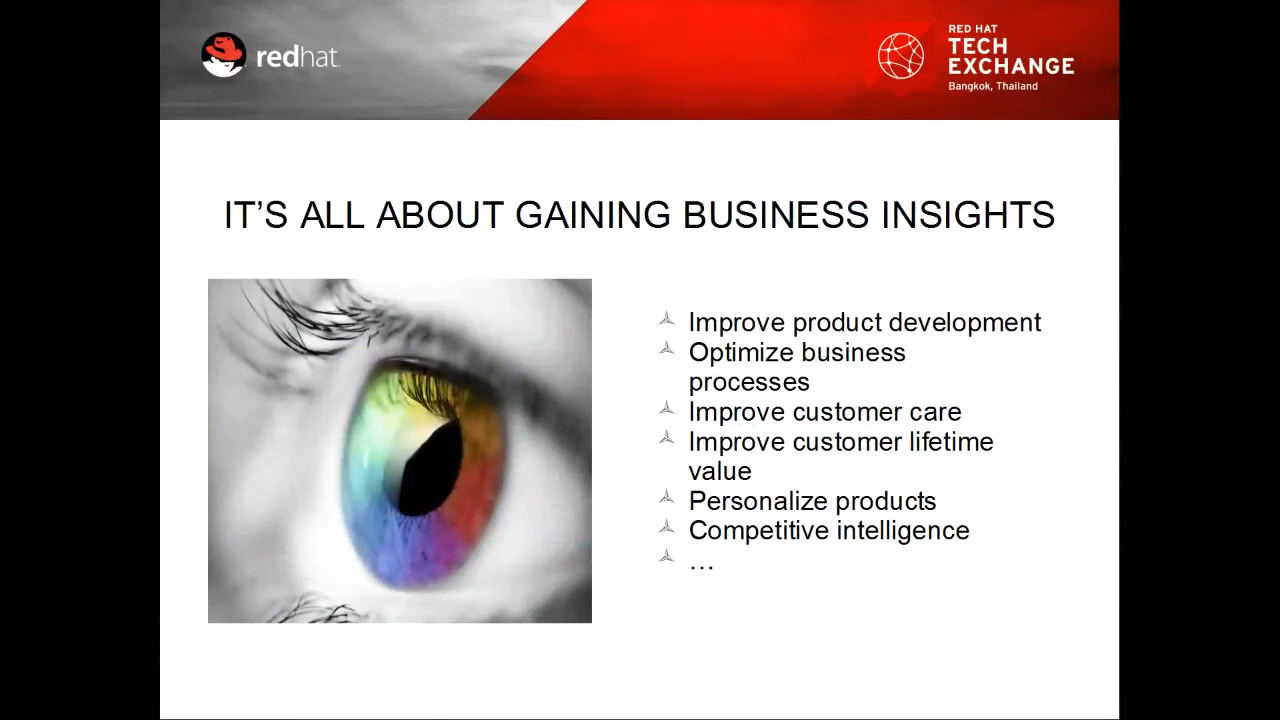 redhat.
RED HAT
TECH
EXCHANGE
Bangkok, Thailand
IT’S ALL ABOUT GAINING BUSINESS INSIGHTS
Improve product development
Optimize business
processes
Improve customer care
Improve customer lifetime
value
Personalize products
Competitive intelligence
…